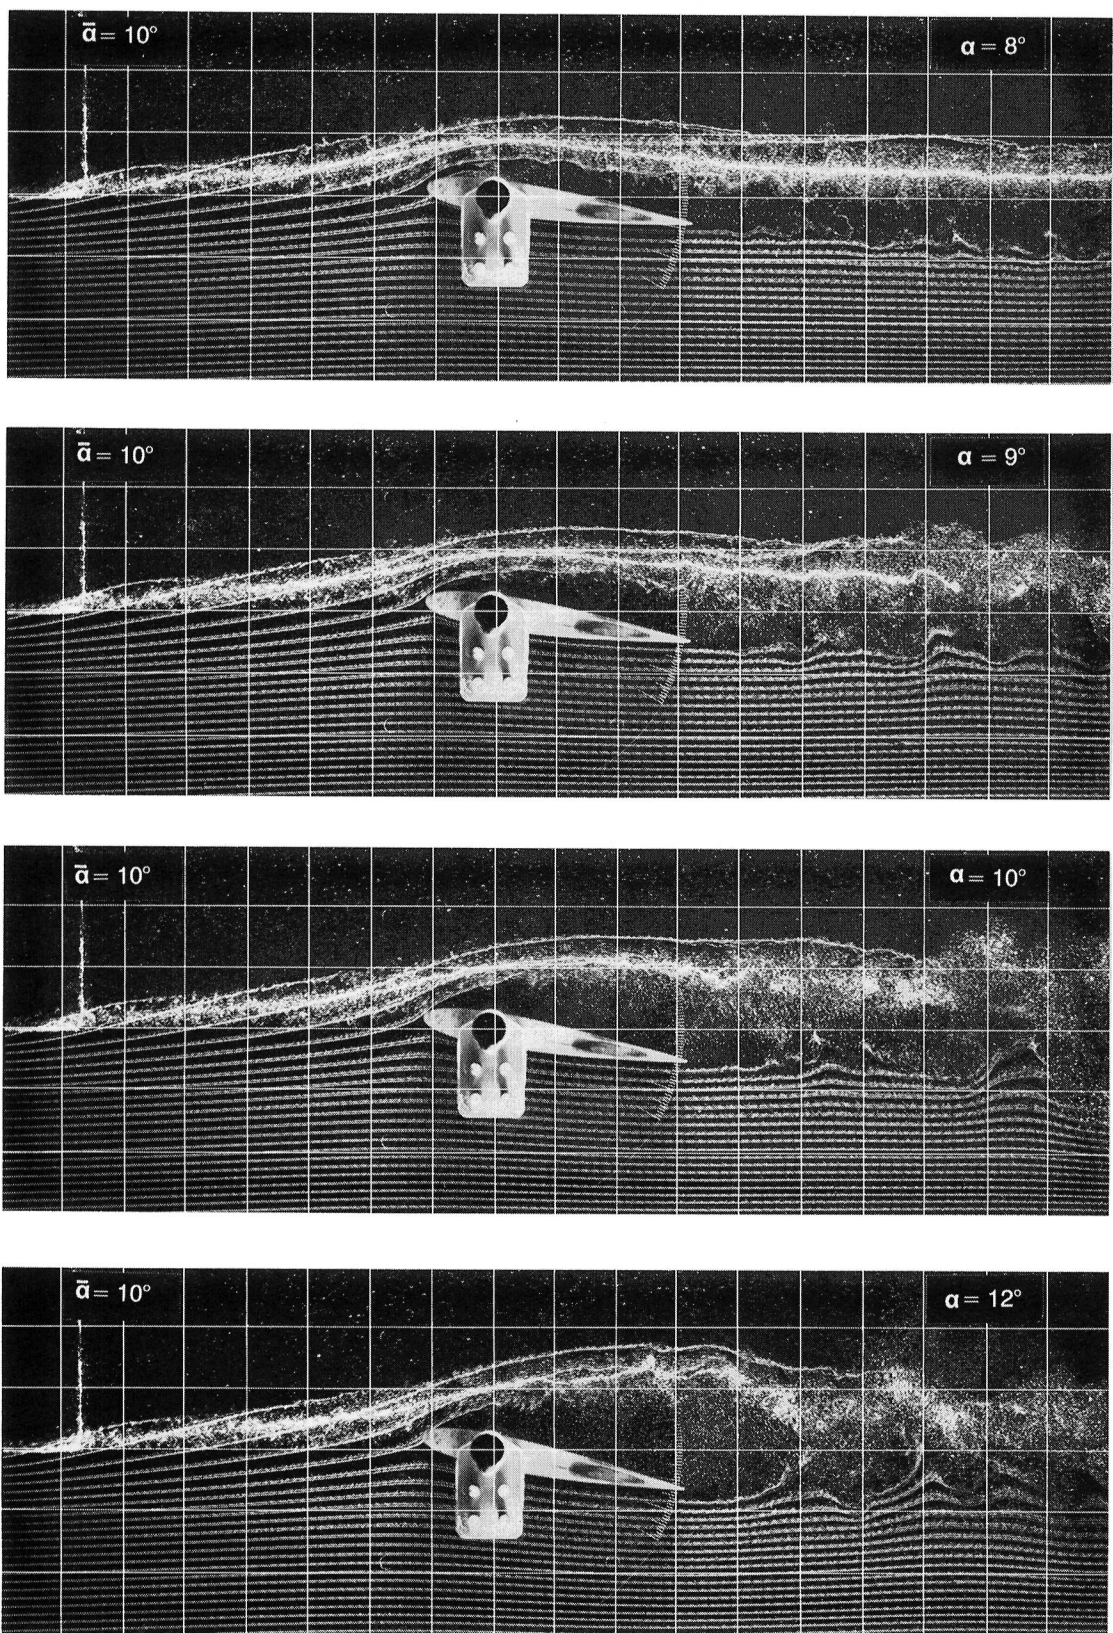 ᾱ = 10° α = 8°
ᾱ = 10° α = 9°
ᾱ = 10° α = 10°
ᾱ = 10° α = 12°